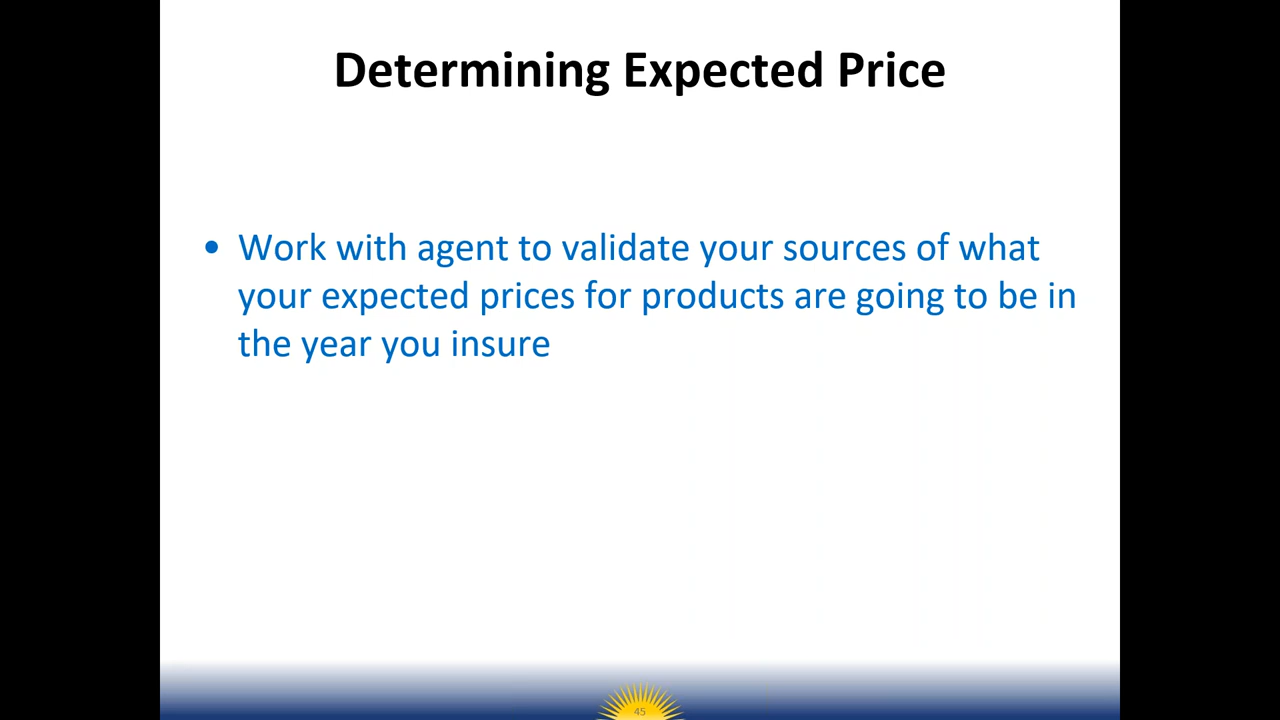 Determining Expected Price
• Work with agent to validate your sources of what
your expected prices for products are going to be in
the year you insure
45